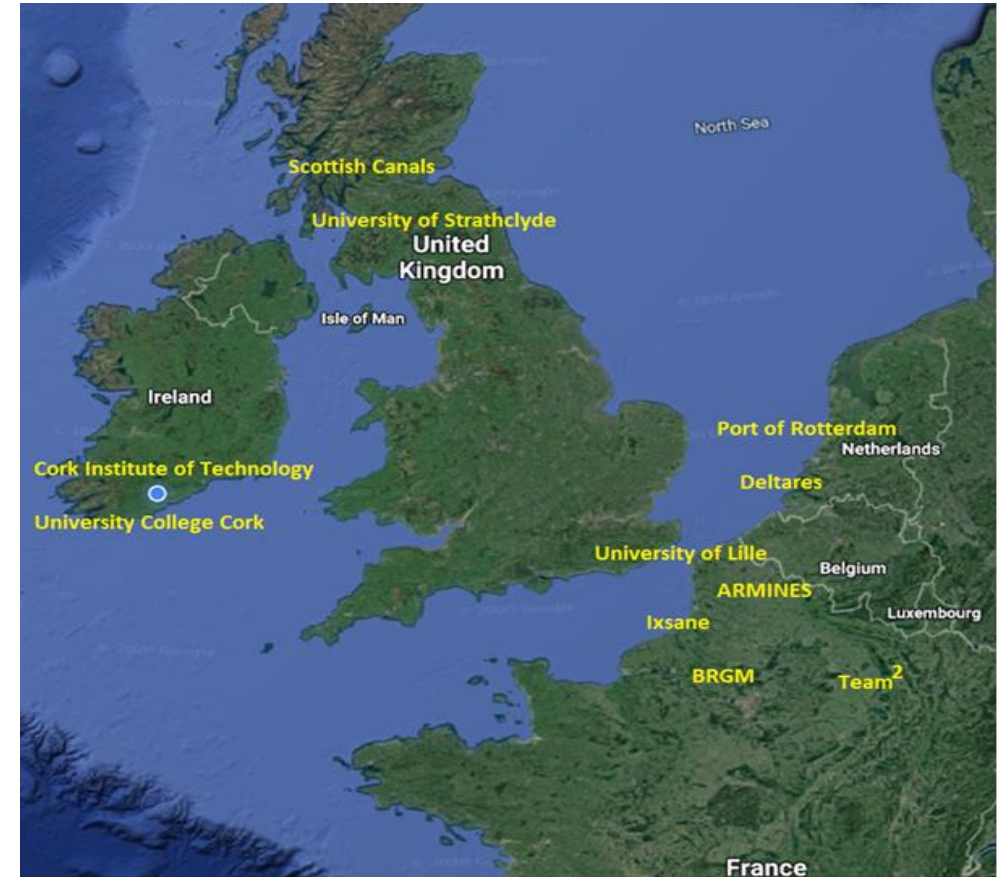 North Sea
Scottish Canals
University of Strathclyde
United
Kingdom
Isle of Man
Ireland
Port of Rotterdam
Netherlands
Cork Institute of Technology
Deltares
University College Cork
University of Lille
Belgium
ARMINES
Luxembourg
Ixsane
BRGM
Team²
France